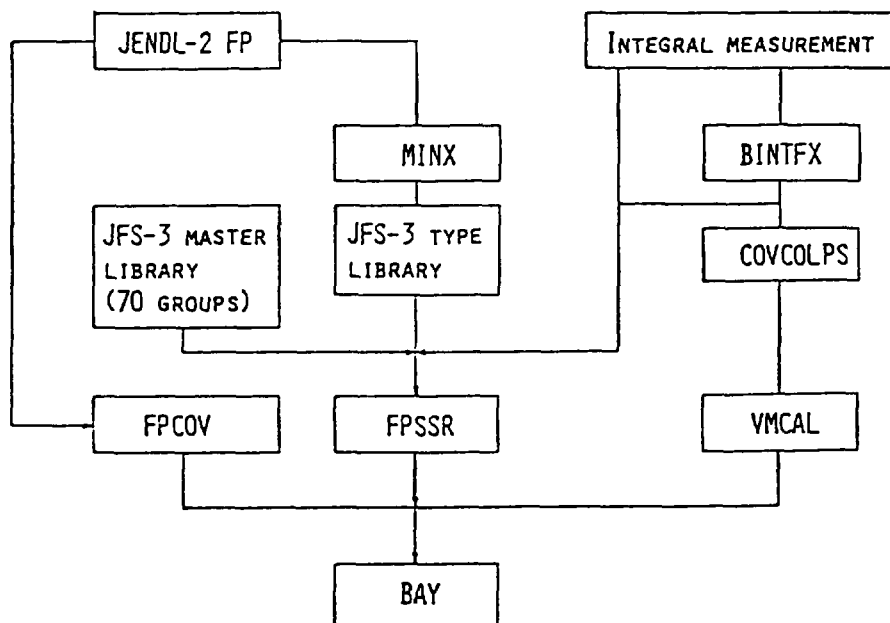 JENDL-2 FP
INTEGRAL MEASUREMENT
MINX
BINTFX
JFS-3 MASTER
LIBRARY
(70 GROUPS)
JFS-3 TYPE
LIBRARY
COVCOLPS
FPCOV
FPSSR
VMCAL
BAY